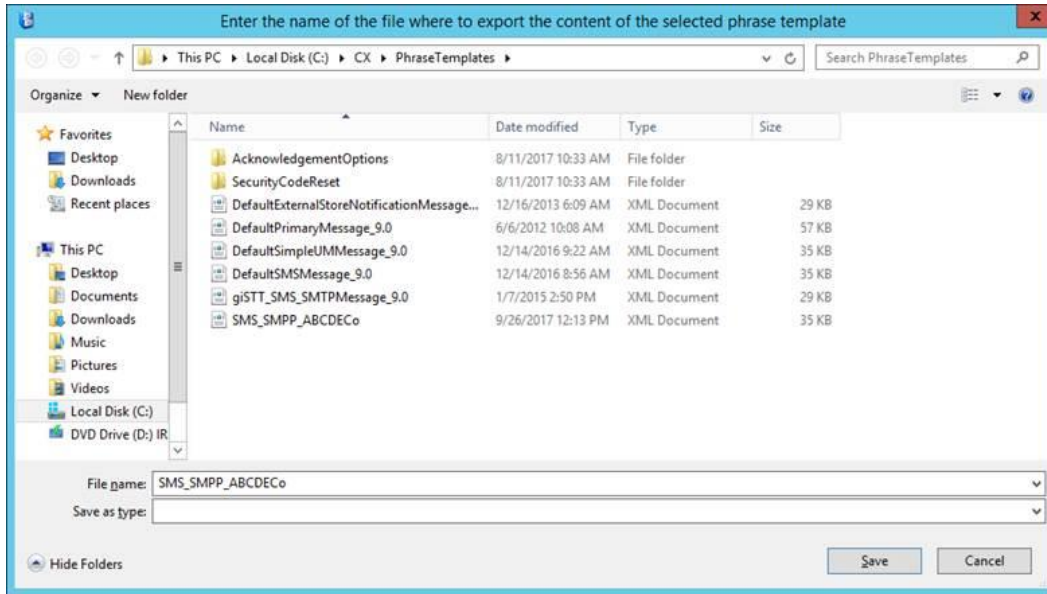 Enter the name of the file where to export the content of the selected phrase template
This PC Local Disk (C:) CX PhraseTemplates Search PhraseTemplates
Organize New folder
Name Date modified Type Size
Favorites
Desktop
Downloads
Recent places
This PC
Desktop
Documents
Downloads
Music
Pictures
Videos
Local Disk (C:)
DVD Drive (D:) IR
AcknowledgementOptions 8/11/2017 10:33 AM File folder
SecurityCodeReset 8/11/2017 10:33 AM File folder
DefaultExternalStoreNotificationMessage... 12/16/2013 6:09 AM XML Document 29 KB
DefaultPrimaryMessage_9.0 6/6/2012 10:08 AM XML Document 57 KB
DefaultSimpleUMMessage_9.0 12/14/2016 9:22 AM XML Document 35 KB
DefaultSMSMessage_9.0 12/14/2016 8:56 AM XML Document 35 KB
giSTT_SMS_SMTPMessage_9.0 1/7/2015 2:50 PM XML Document 29 KB
SMS_SMPP_ABCDECo 9/26/2017 12:13 PM XML Document 35 KB
File name: SMS_SMPP_ABCDECo
Save as type:
Hide Folders Save Cancel